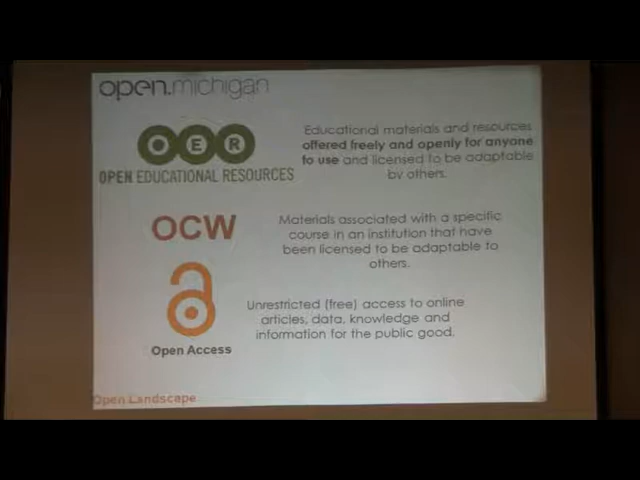 open.michigan
OER
OPEN EDUCATIONAL RESOURCES
Educational materials and resources
offered freely and openly for anyone
to use and licensed to be adaptable
by others.
OCW
Materials associated with a specific
course in an institution that have
been licensed to be adaptable to
others.
Unrestricted (free) access to online
articles, data, knowledge and
information for the public good.
Open Access
Open Landscape